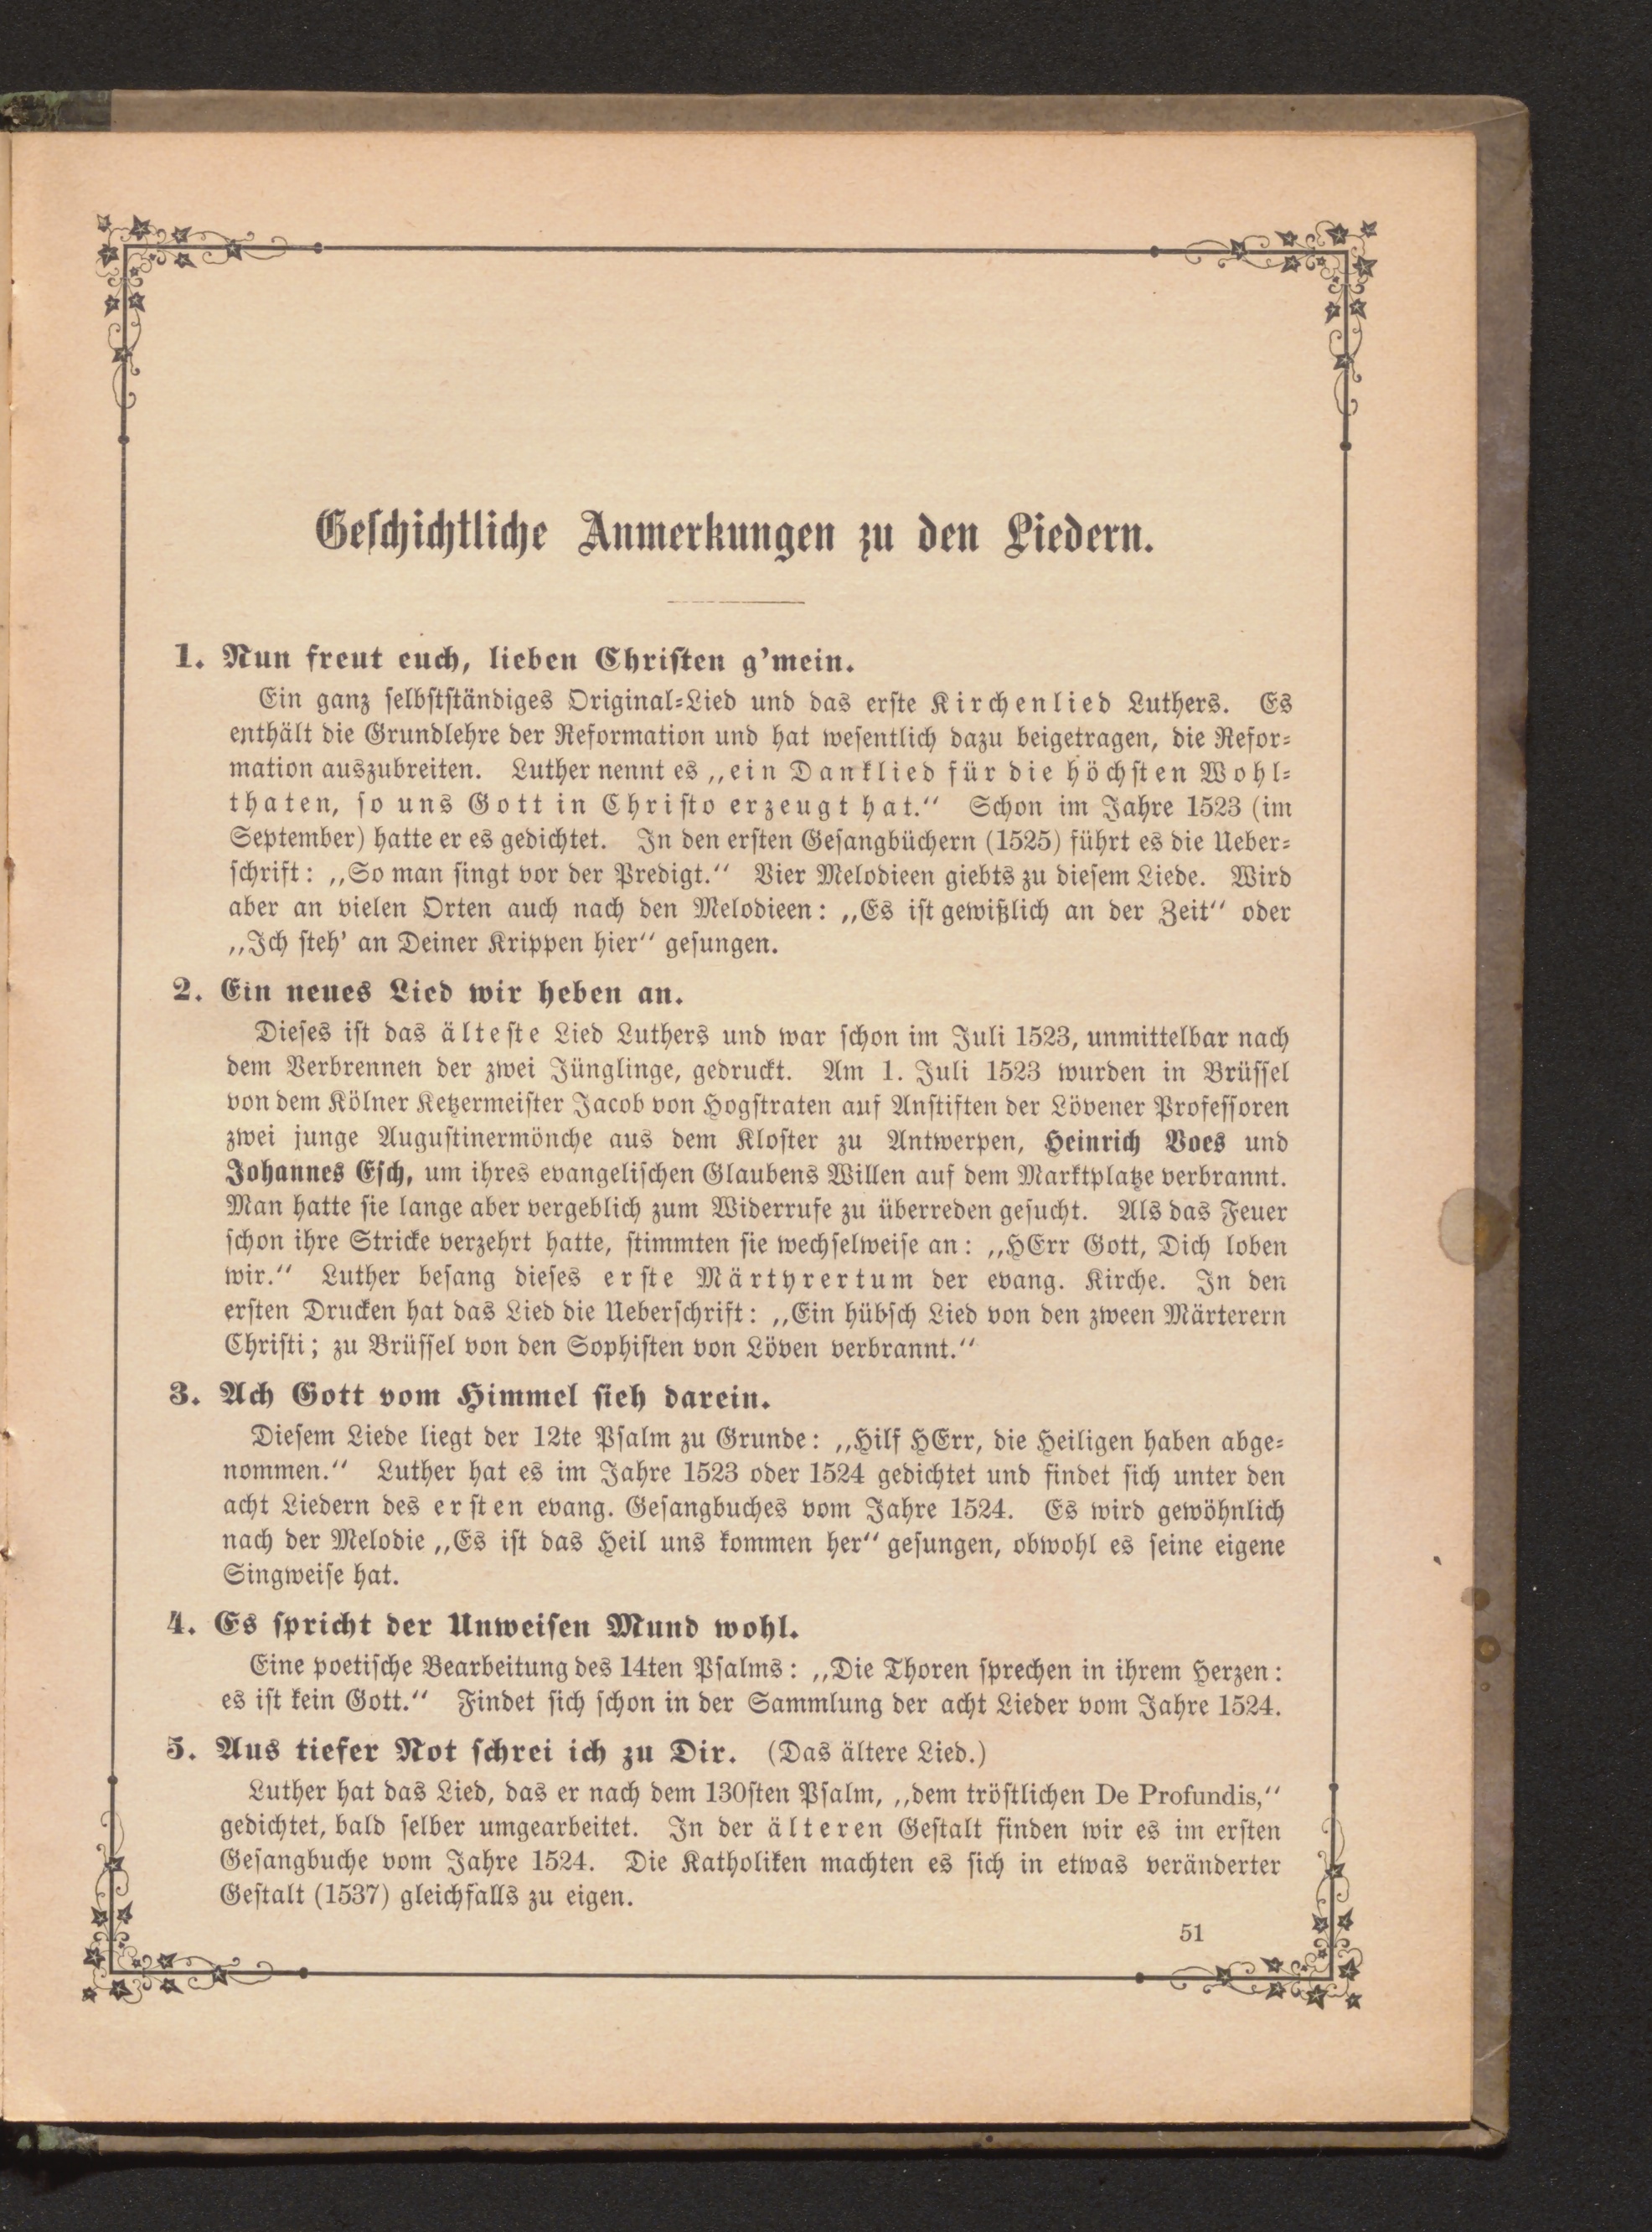 Geschichtliche Anmerkungen zu den Liedern.
1. Nun freut euch, lieben Christen g'mein.
Ein ganz selbstständiges Original-Lied und das erste Kirchenlied Luthers. Es
enthält die Grundlehre der Reformation und hat wesentlich dazu beigetragen, die Refor-
mation auszubreiten. Luther nennt es „ein Danklied für die höchsten Wohl-
thaten, so uns Gott in Christo erzeugt hat.“ Schon im Jahre 1523 (im
September) hatte er es gedichtet. In den ersten Gesangbüchern (1525) führt es die Ueber-
schrift: „So man singt vor der Predigt.“ Vier Melodieen giebts zu diesem Liede. Wird
aber an vielen Orten auch nach den Melodieen: „Es ist gewißlich an der Zeit“ oder
„Ich steh' an Deiner Krippen hier“ gesungen.
2. Ein neues Lied wir heben an.
Dieses ist das älteste Lied Luthers und war schon im Juli 1523, unmittelbar nach
dem Verbrennen der zwei Jünglinge, gedruckt. Am 1. Juli 1523 wurden in Brüssel
von dem Kölner Ketzermeister Jacob von Hogstraten auf Anstiften der Lövener Professoren
zwei junge Augustinermönche aus dem Kloster zu Antwerpen, Heinrich Voes und
Johannes Esch, um ihres evangelischen Glaubens Willen auf dem Marktplatze verbrannt.
Man hatte sie lange aber vergeblich zum Widerrufe zu überreden gesucht. Als das Feuer
schon ihre Stricke verzehrt hatte, stimmten sie wechselweise an: „HErr Gott, Dich loben
wir.“ Luther besang dieses erste Märtyrertum der evang. Kirche. In den
ersten Drucken hat das Lied die Ueberschrift: „Ein hübsch Lied von den zween Märterern
Christi; zu Brüssel von den Sophisten von Löven verbrannt.“
3. Ach Gott vom Himmel sieh darein.
Diesem Liede liegt der 12te Psalm zu Grunde: „Hilf HErr, die Heiligen haben abge-
nommen.“ Luther hat es im Jahre 1523 oder 1524 gedichtet und findet sich unter den
acht Liedern des ersten evang. Gesangbuches vom Jahre 1524. Es wird gewöhnlich
nach der Melodie „Es ist das Heil uns kommen her“ gesungen, obwohl es seine eigene
Singweise hat.
4. Es spricht der Unweisen Mund wohl.
Eine poetische Bearbeitung des 14ten Psalms: „Die Thoren sprechen in ihrem Herzen:
es ist kein Gott.“ Findet sich schon in der Sammlung der acht Lieder vom Jahre 1524.
5. Aus tiefer Not schrei ich zu Dir. (Das ältere Lied.)
Luther hat das Lied, das er nach dem 130sten Psalm, „dem tröstlichen De Profundis,“
gedichtet, bald selber umgearbeitet. In der älteren Gestalt finden wir es im ersten
Gesangbuche vom Jahre 1524. Die Katholiken machten es sich in etwas veränderter
Gestalt (1537) gleichfalls zu eigen.
51